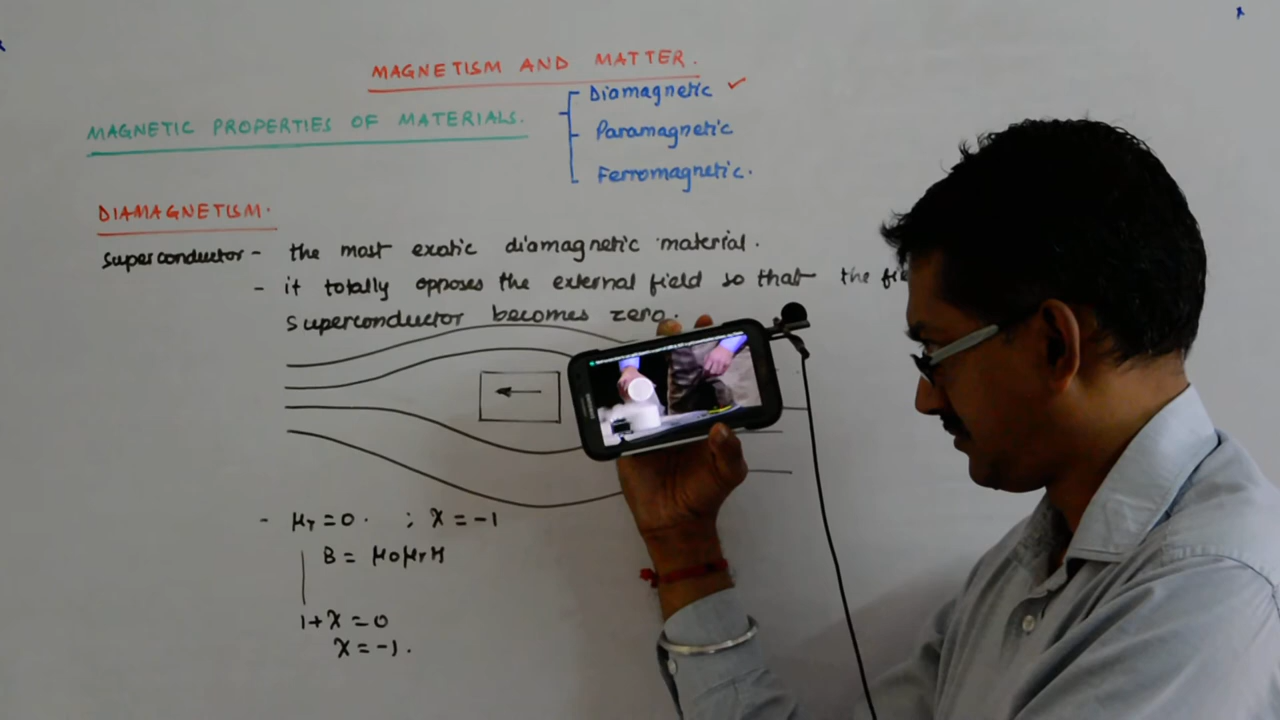 MAGNETISM AND MATTER.
MAGNETIC PROPERTIES OF MATERIALS.
Diamagnetic ✓
Paramagnetic
Ferromagnetic.
DIAMAGNETISM.
Superconductor - the most exotic diamagnetic material.
- it totally opposes the external field so that the
Superconductor becomes zero.
- μr = 0. ; χ = -1
B = μ0μrH
1+χ = 0
χ = -1.